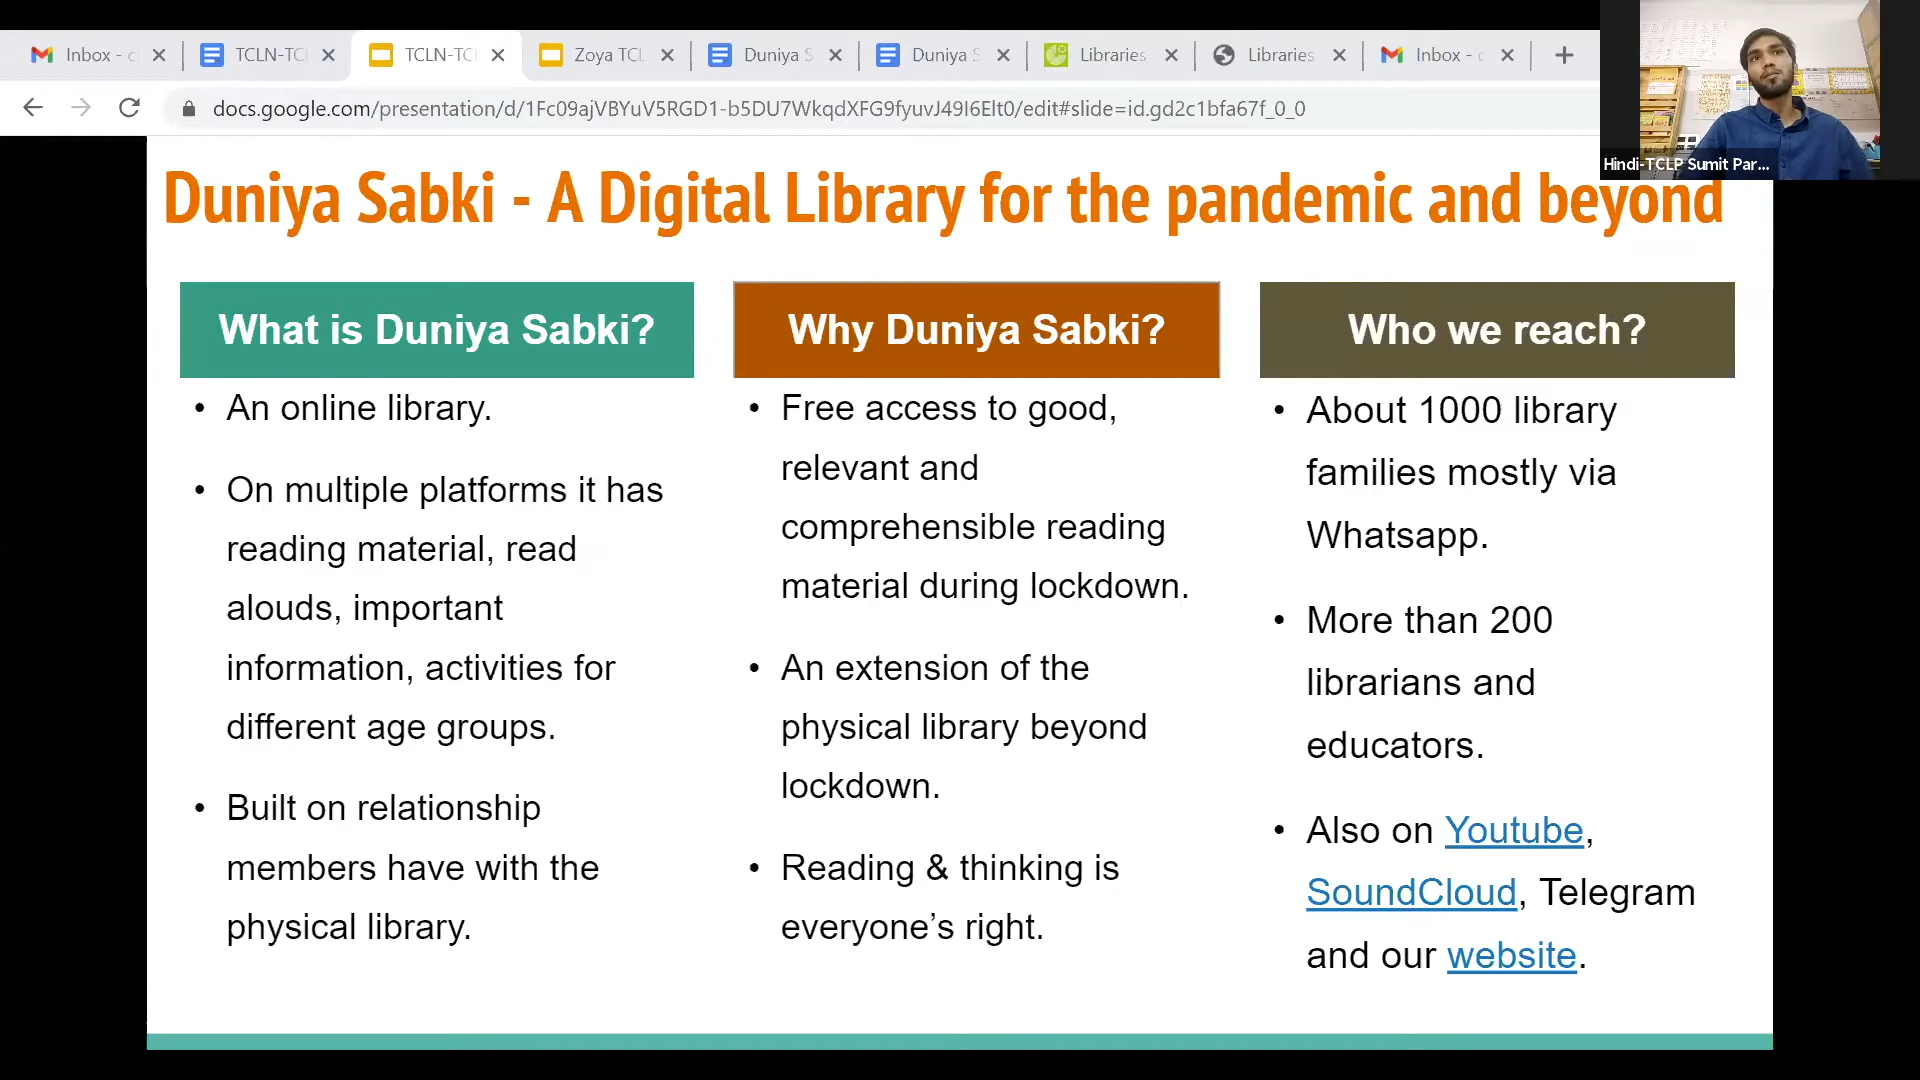 Inbox - c
TCLN-TC
TCLN-TC
Zoya TCL
Duniya S
Duniya S
Libraries
Libraries
Inbox - c
docs.google.com/presentation/d/1Fc09ajVBYuV5RGD1-b5DU7WkqdXFG9fyuvJ49I6Elt0/edit#slide=id.gd2c1bfa67f_0_0
Hindi-TCLP Sumit Par...
Duniya Sabki - A Digital Library for the pandemic and beyond
What is Duniya Sabki?
• An online library.
• On multiple platforms it has
reading material, read
alouds, important
information, activities for
different age groups.
• Built on relationship
members have with the
physical library.
Why Duniya Sabki?
• Free access to good,
relevant and
comprehensible reading
material during lockdown.
• An extension of the
physical library beyond
lockdown.
• Reading & thinking is
everyone’s right.
Who we reach?
• About 1000 library
families mostly via
Whatsapp.
• More than 200
librarians and
educators.
• Also on Youtube,
SoundCloud, Telegram
and our website.